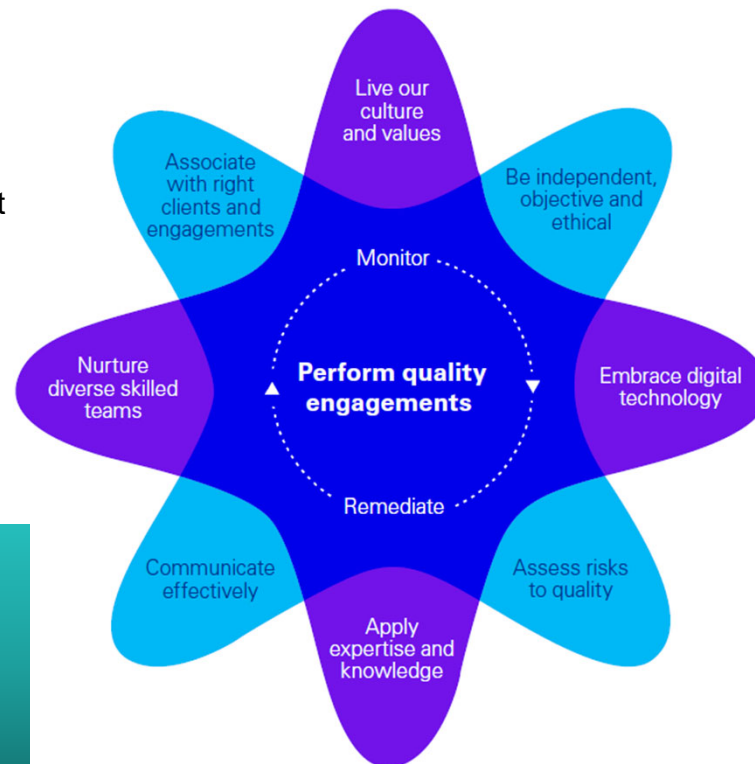 Live our
culture
and values
Associate
with right
clients and
engagements
Be independent,
objective and
ethical
t
Monitor
Nurture
diverse skilled
teams
Perform quality
engagements
Embrace digital
technology
Remediate
Communicate
effectively
Assess risks
to quality
Apply
expertise and
knowledge